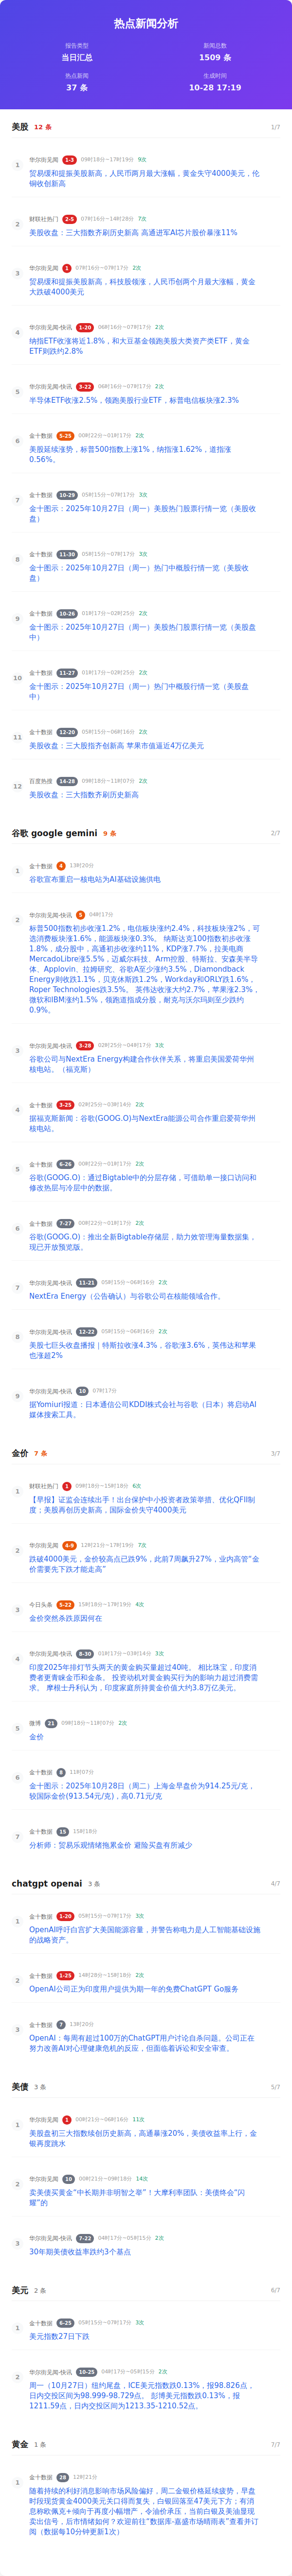 热点新闻分析
报告类型
新闻总数
当日汇总
1509 条
热点新闻
生成时间
37 条
10-28 17:19
美股 12 条
1/7
1
华尔街见闻 1-3 09时18分~17时19分 9次
贸易缓和提振美股新高，人民币两月最大涨幅，黄金失守4000美元，伦
铜收创新高
2
财联社热门 2-5 07时16分~14时28分 7次
美股收盘：三大指数齐刷历史新高 高通进军AI芯片股价暴涨11%
3
华尔街见闻 1 07时16分~07时17分 2次
贸易缓和提振美股新高，科技股领涨，人民币创两个月最大涨幅，黄金
大跌破4000美元
4
华尔街见闻-快讯 1-20 06时16分~07时17分 2次
纳指ETF收涨将近1.8%，和大豆基金领跑美股大类资产类ETF，黄金
ETF则跌约2.8%
5
华尔街见闻-快讯 3-22 06时16分~07时17分 2次
半导体ETF收涨2.5%，领跑美股行业ETF，标普电信板块涨2.3%
6
金十数据 5-25 00时22分~01时17分 2次
美股延续涨势，标普500指数上涨1%，纳指涨1.62%，道指涨
0.56%。
7
金十数据 10-29 05时15分~07时17分 3次
金十图示：2025年10月27日（周一）美股热门股票行情一览（美股收
盘）
8
金十数据 11-30 05时15分~07时17分 3次
金十图示：2025年10月27日（周一）热门中概股行情一览（美股收
盘）
9
金十数据 10-26 01时17分~02时25分 2次
金十图示：2025年10月27日（周一）美股热门股票行情一览（美股盘
中）
10
金十数据 11-27 01时17分~02时25分 2次
金十图示：2025年10月27日（周一）热门中概股行情一览（美股盘
中）
11
金十数据 12-20 05时15分~06时16分 2次
美股收盘：三大股指齐创新高 苹果市值逼近4万亿美元
12
百度热搜 14-28 09时18分~11时07分 2次
美股收盘：三大指数齐刷历史新高
谷歌 google gemini 9 条
2/7
1
金十数据 4 13时20分
谷歌宣布重启一核电站为AI基础设施供电
2
华尔街见闻-快讯 5 04时17分
标普500指数初步收涨1.2%，电信板块涨约2.4%，科技板块涨2%，可
选消费板块涨1.6%，能源板块涨0.3%。 纳斯达克100指数初步收涨
1.8%，成分股中，高通初步收涨约11%，KDP涨7.7%，拉美电商
MercadoLibre涨5.5%，迈威尔科技、Arm控股、特斯拉、安森美半导
体、Applovin、拉姆研究、谷歌A至少涨约3.5%，Diamondback
Energy则收跌1.1%，贝克休斯跌1.2%，Workday和ORLY跌1.6%，
Roper Technologies跌3.5%。 英伟达收涨大约2.7%，苹果涨2.3%，
微软和IBM涨约1.5%，领跑道指成分股，耐克与沃尔玛则至少跌约
0.9%。
3
华尔街见闻-快讯 3-28 02时25分~04时17分 3次
谷歌公司与NextEra Energy构建合作伙伴关系，将重启美国爱荷华州
核电站。（福克斯）
4
金十数据 3-25 02时25分~03时14分 2次
据福克斯新闻：谷歌(GOOG.O)与NextEra能源公司合作重启爱荷华州
核电站。
5
金十数据 6-26 00时22分~01时17分 2次
谷歌(GOOG.O)：通过Bigtable中的分层存储，可借助单一接口访问和
修改热层与冷层中的数据。
6
金十数据 7-27 00时22分~01时17分 2次
谷歌(GOOG.O)：推出全新Bigtable存储层，助力效管理海量数据集，
现已开放预览版。
7
华尔街见闻-快讯 11-21 05时15分~06时16分 2次
NextEra Energy（公告确认）与谷歌公司在核能领域合作。
8
华尔街见闻-快讯 12-22 05时15分~06时16分 2次
美股七巨头收盘播报｜特斯拉收涨4.3%，谷歌涨3.6%，英伟达和苹果
也涨超2%
9
华尔街见闻-快讯 10 07时17分
据Yomiuri报道：日本通信公司KDDI株式会社与谷歌（日本）将启动AI
媒体搜索工具。
金价 7 条
3/7
1
财联社热门 1 09时18分~15时18分 6次
【早报】证监会连续出手！出台保护中小投资者政策举措、优化QFII制
度；美股再创历史新高，国际金价失守4000美元
2
华尔街见闻 4-9 12时21分~17时19分 7次
跌破4000美元，金价较高点已跌9%，此前7周飙升27%，业内高管“金
价需要先下跌才能走高”
3
今日头条 5-22 15时18分~17时19分 4次
金价突然杀跌原因何在
4
华尔街见闻-快讯 8-30 01时17分~03时14分 3次
印度2025年排灯节头两天的黄金购买量超过40吨。 相比珠宝，印度消
费者更青睐金币和金条。 投资动机对黄金购买行为的影响力超过消费需
求。 摩根士丹利认为，印度家庭所持黄金价值大约3.8万亿美元。
5
微博 21 09时18分~11时07分 2次
金价
6
金十数据 8 11时07分
金十图示：2025年10月28日（周二）上海金早盘价为914.25元/克，
较国际金价(913.54元/克)，高0.71元/克
7
金十数据 15 15时18分
分析师：贸易乐观情绪拖累金价 避险买盘有所减少
chatgpt openai 3 条
4/7
1
金十数据 1-20 05时15分~07时17分 3次
OpenAI呼吁白宫扩大美国能源容量，并警告称电力是人工智能基础设施
的战略资产。
2
金十数据 1-25 14时28分~15时18分 2次
OpenAI公司正为印度用户提供为期一年的免费ChatGPT Go服务
3
金十数据 7 13时20分
OpenAI：每周有超过100万的ChatGPT用户讨论自杀问题。公司正在
努力改善AI对心理健康危机的反应，但面临着诉讼和安全审查。
美债 3 条
5/7
1
华尔街见闻 1 00时21分~06时16分 11次
美股盘初三大指数续创历史新高，高通暴涨20%，美债收益率上行，金
银再度跳水
2
华尔街见闻 10 00时21分~09时18分 14次
卖美债买黄金“中长期并非明智之举”！大摩利率团队：美债终会“闪
耀”的
3
华尔街见闻-快讯 7-22 04时17分~05时15分 2次
30年期美债收益率跌约3个基点
美元 2 条
6/7
1
金十数据 6-25 05时15分~07时17分 3次
美元指数27日下跌
2
华尔街见闻-快讯 10-25 04时17分~05时15分 2次
周一（10月27日）纽约尾盘，ICE美元指数跌0.13%，报98.826点，
日内交投区间为98.999-98.729点。 彭博美元指数跌0.13%，报
1211.59点，日内交投区间为1213.35-1210.52点。
黄金 1 条
7/7
1
金十数据 28 12时21分
随着持续的利好消息影响市场风险偏好，周二金银价格延续疲势，早盘
时段现货黄金4000美元关口得而复失，白银回落至47美元下方；有消
息称欧佩克+倾向于再度小幅增产，令油价承压，当前白银及美油显现
卖出信号，后市情绪如何？欢迎前往“数据库-嘉盛市场晴雨表”查看并订
阅（数据每10分钟更新1次）